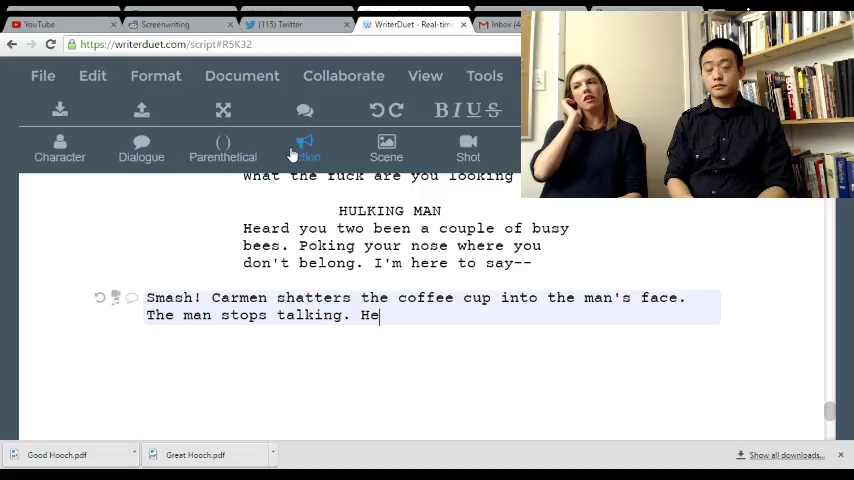 YouTube
Screenwriting
(115) Twitter
WriterDuet - Real-tim
Gmail Inbox (4
https://writerduet.com/script#R5K32
File Edit Format Document Collaborate View Tools
B I U S
Character Dialogue Parenthetical ction Scene Shot
What the fuck are you looking
HULKING MAN
Heard you two been a couple of busy
bees. Poking your nose where you
don't belong. I'm here to say--
Smash! Carmen shatters the coffee cup into the man's face.
The man stops talking. He
Good Hooch.pdf
Great Hooch.pdf
Show all downloads...